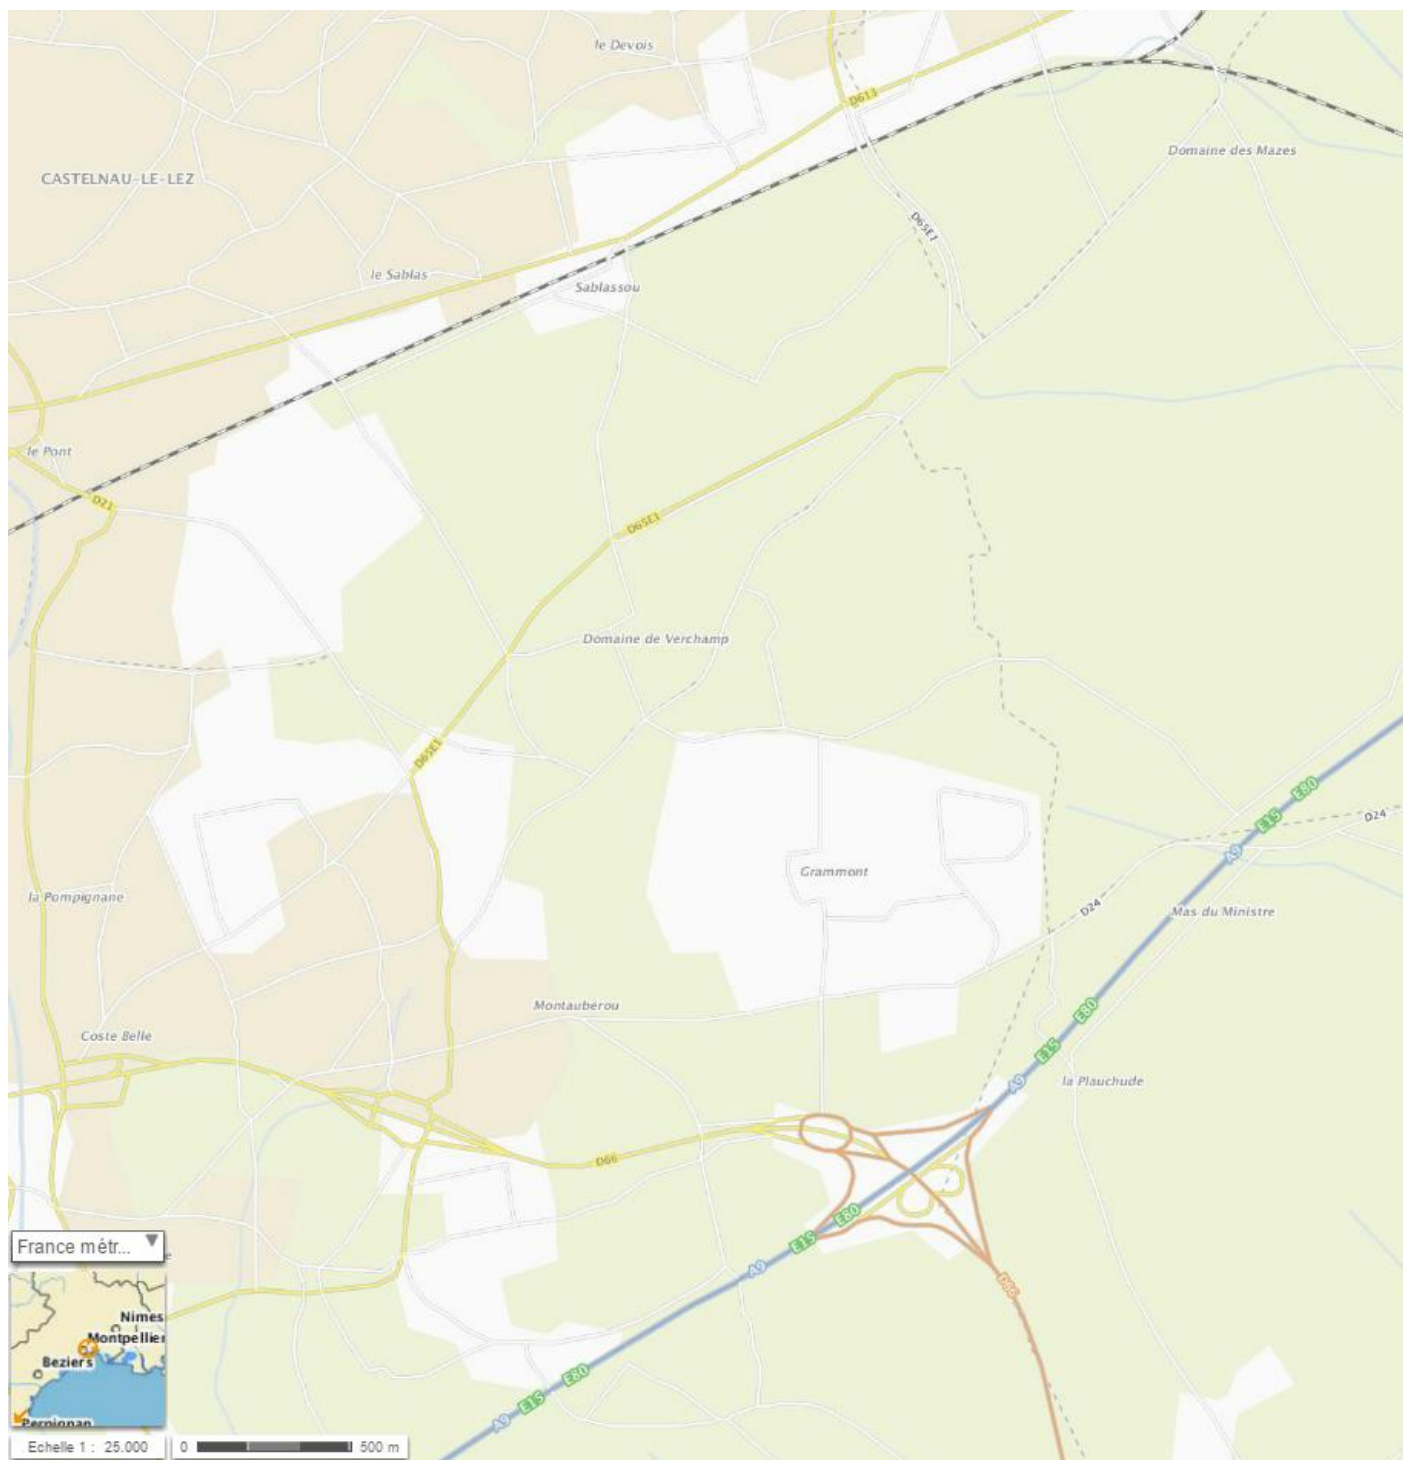 le Devois
D613
Domaine des Mazes
CASTELNAU-LE-LEZ
D65E1
le Sablas
Sablassou
le Pont
D21
D65E1
Domaine de Verchamp
D65E1
E80
E15
D24
A9
Grammont
la Pompignane
D24
Mas du Ministre
Montaubérou
E80
Coste Belle
E15
A9
la Plauchude
D66
E80
E15
A9
D66
France métr...
Nimes
Montpellier
Beziers
Perpignan
E80
E15
A9
Echelle 1 : 25.000
0
500 m